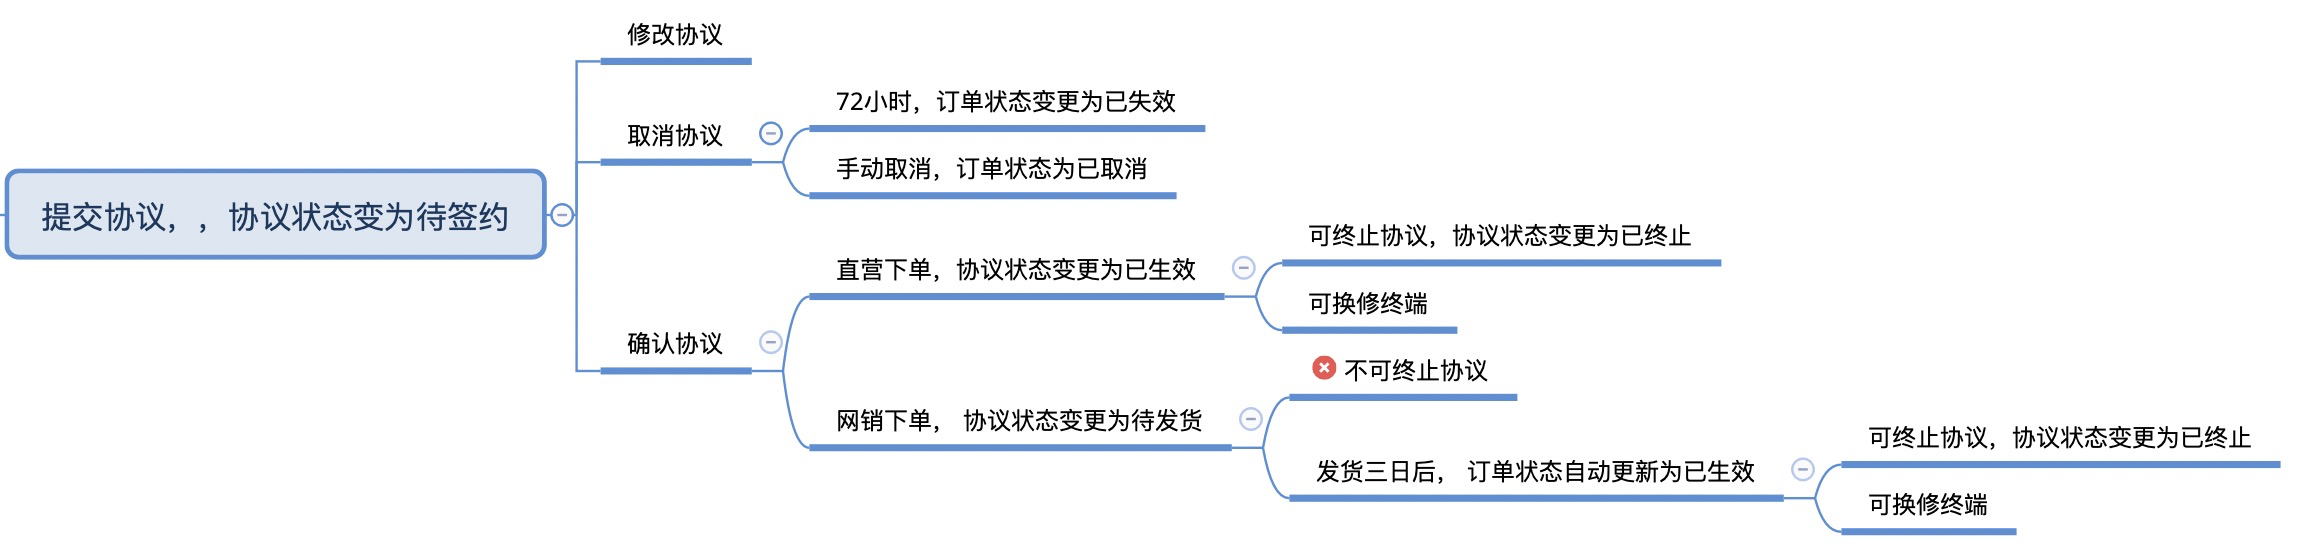 修改协议
72小时，订单状态变更为已失效
取消协议
手动取消，订单状态为已取消
提交协议，，协议状态变为待签约
可终止协议，协议状态变更为已终止
直营下单，协议状态变更为已生效
可换修终端
确认协议
不可终止协议
网销下单， 协议状态变更为待发货
可终止协议，协议状态变更为已终止
发货三日后， 订单状态自动更新为已生效
可换修终端